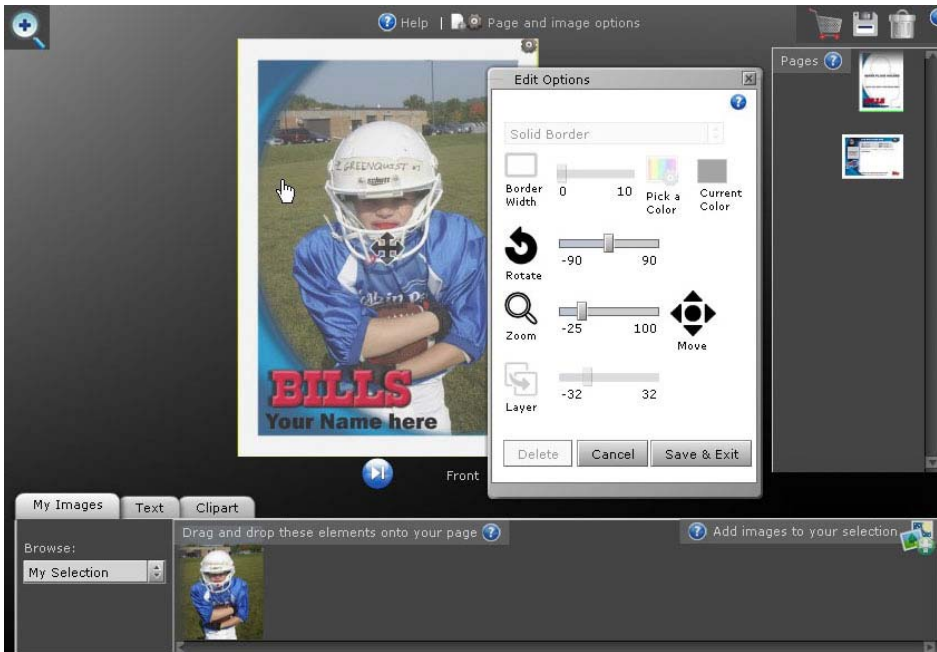 Help | Page and image options
Edit Options
Pages
Solid Border
Border Width
0 10
Pick a Color
Current Color
GREENQUIST
Rotate
-90 90
Zoom
-25 100
Move
Layer
-32 32
BILLS
Your Name here
Delete Cancel Save & Exit
Front
My Images Text Clipart
Drag and drop these elements onto your page
Add images to your selection
Browse:
My Selection